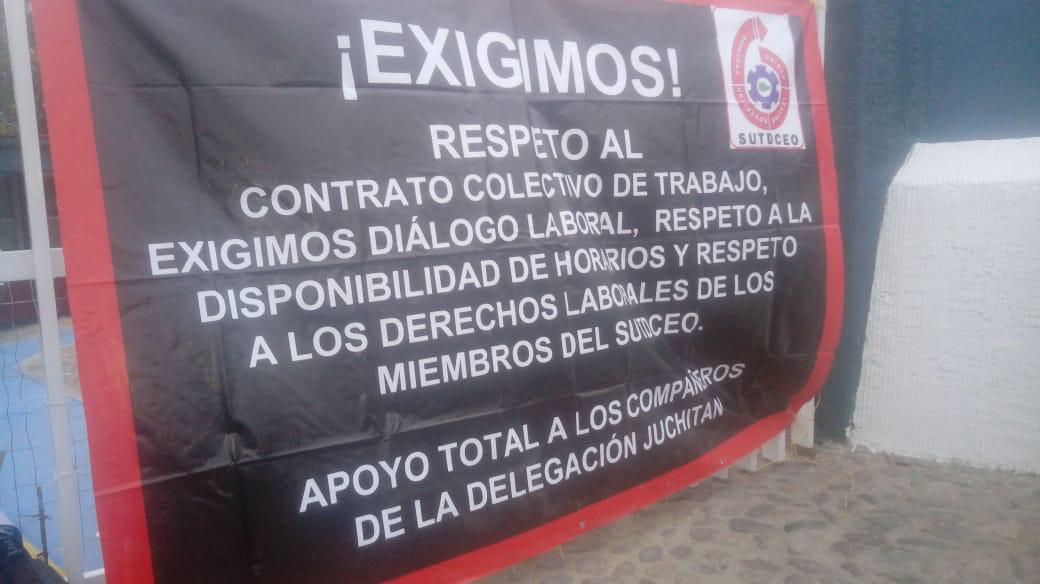 ¡EXIGIMOS!
SUTDCEO
RESPETO AL
CONTRATO COLECTIVO DE TRABAJO,
EXIGIMOS DIÁLOGO LABORAL, RESPETO A LA
DISPONIBILIDAD DE HORARIOS Y RESPETO
A LOS DERECHOS LABORALES DE LOS
MIEMBROS DEL SUTDCEO.
APOYO TOTAL A LOS COMPAÑEROS
DE LA DELEGACIÓN JUCHITAN